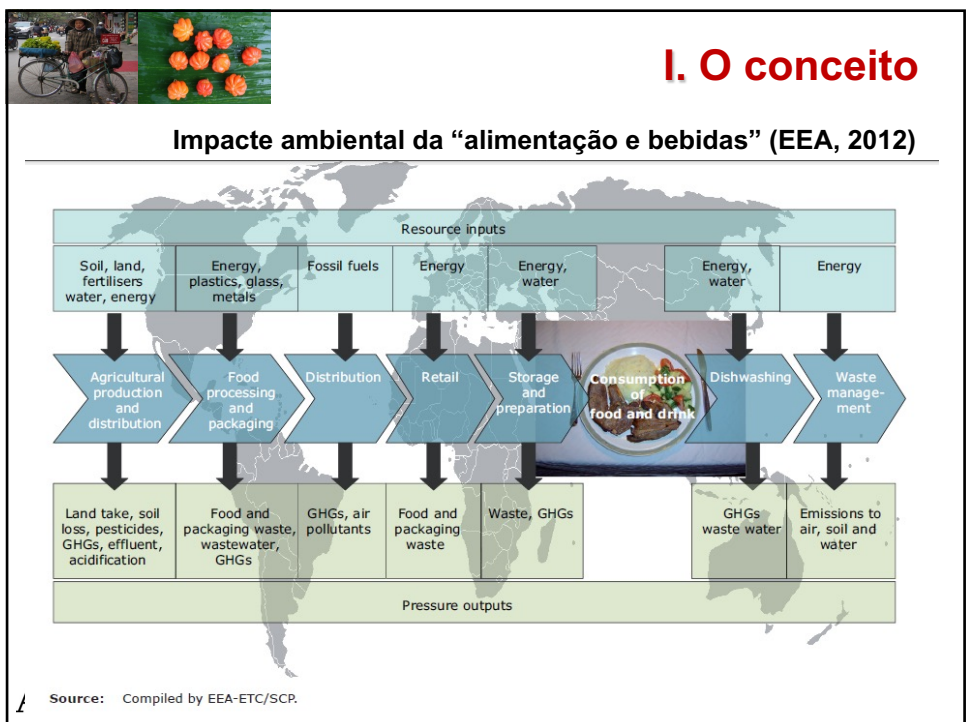 I. O conceito
Impacte ambiental da “alimentação e bebidas” (EEA, 2012)
Resource inputs
Soil, land,
fertilisers
water, energy
Energy,
plastics, glass,
metals
Fossil fuels
Energy
Energy,
water
Energy,
water
Energy
Agricultural
production
and
distribution
Food
processing
and
packaging
Distribution
Retail
Storage
and
preparation
Consumption
of
food and drink
Dishwashing
Waste
manage-
ment
Land take, soil
loss, pesticides,
GHGs, effluent,
acidification
Food and
packaging waste,
wastewater,
GHGs
GHGs, air
pollutants
Food and
packaging
waste
Waste, GHGs
GHGs
waste water
Emissions to
air, soil and
water
Pressure outputs
Source: Compiled by EEA-ETC/SCP.